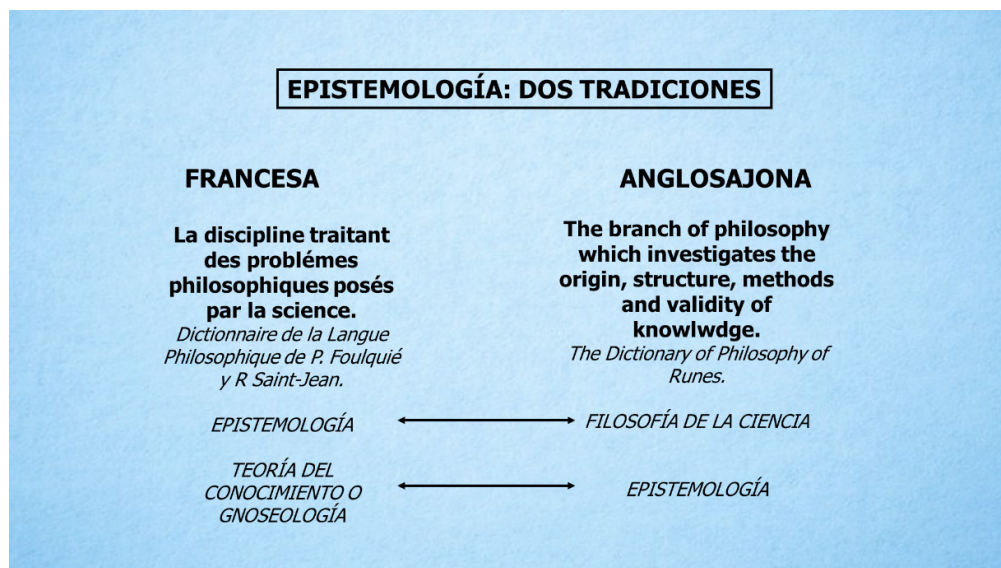 EPISTEMOLOGÍA: DOS TRADICIONES
FRANCESA
La discipline traitant
des problémes
philosophiques posés
par la science.
Dictionnaire de la Langue
Philosophique de P. Foulquié
y R Saint-Jean.
ANGLOSAJONA
The branch of philosophy
which investigates the
origin, structure, methods
and validity of
knowlwdge.
The Dictionary of Philosophy of
Runes.
EPISTEMOLOGÍA
FILOSOFÍA DE LA CIENCIA
TEORÍA DEL
CONOCIMIENTO O
GNOSEOLOGÍA
EPISTEMOLOGÍA